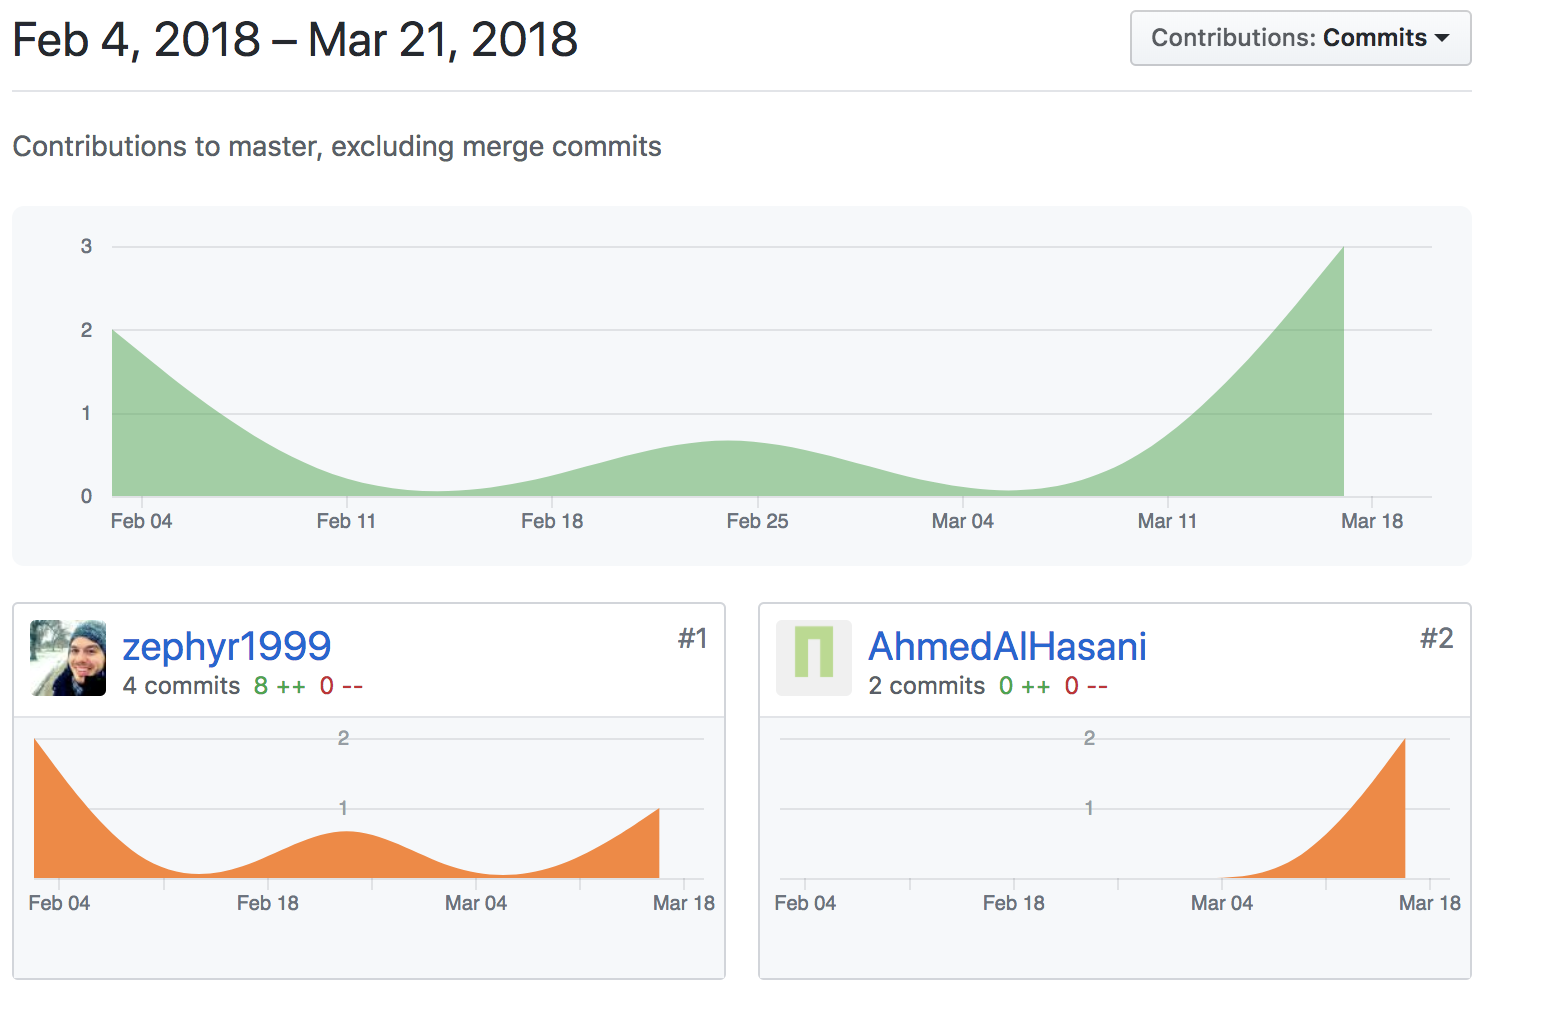 Feb 4, 2018 – Mar 21, 2018
Contributions: Commits
Contributions to master, excluding merge commits
3
2
1
0
Feb 04 Feb 11 Feb 18 Feb 25 Mar 04 Mar 11 Mar 18
zephyr1999 #1
4 commits 8 ++ 0 --
2
1
Feb 04 Feb 18 Mar 04 Mar 18
AhmedAlHasani #2
2 commits 0 ++ 0 --
2
1
Feb 04 Feb 18 Mar 04 Mar 18